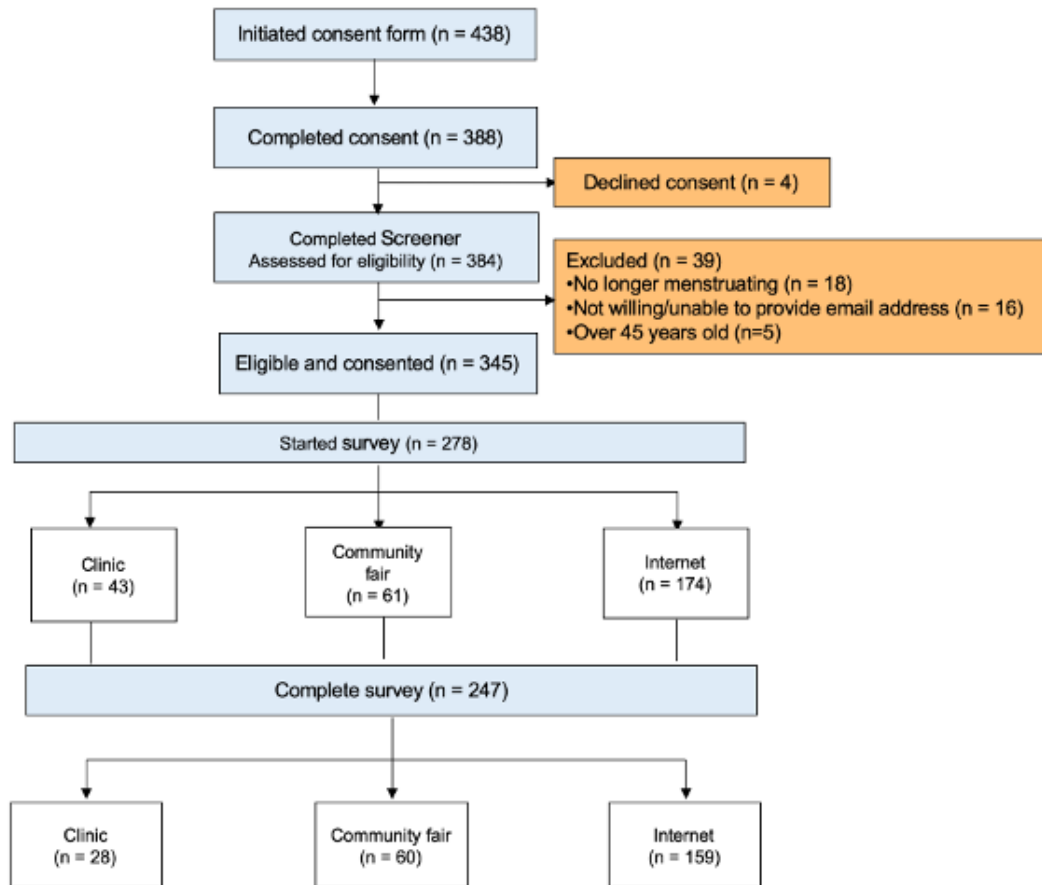 Initiated consent form (n = 438)
Completed consent (n = 388)
Declined consent (n = 4)
Completed Screener
Assessed for eligibility (n = 384)
Excluded (n = 39)
•No longer menstruating (n = 18)
•Not willing/unable to provide email address (n = 16)
•Over 45 years old (n=5)
Eligible and consented (n = 345)
Started survey (n = 278)
Clinic
(n = 43)
Community
fair
(n = 61)
Internet
(n = 174)
Complete survey (n = 247)
Clinic
(n = 28)
Community fair
(n = 60)
Internet
(n = 159)